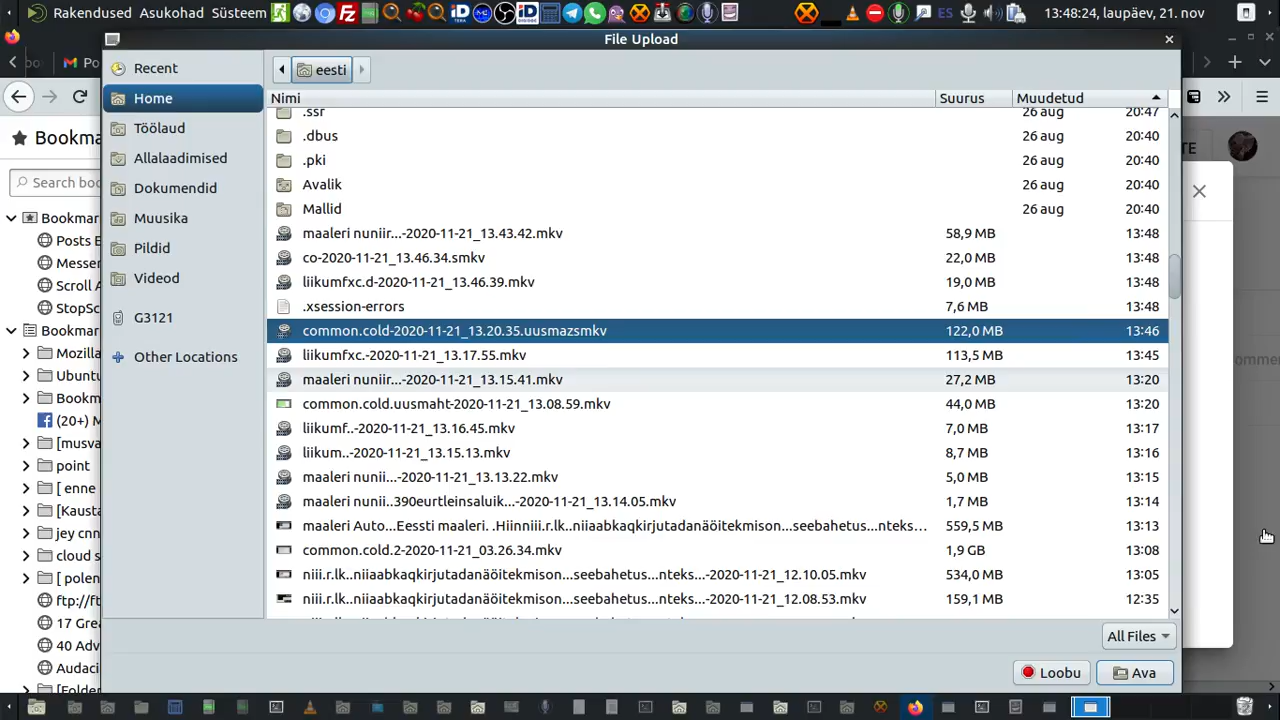 Rakendused Asukohad Süsteem
ES
13:48:24, laupäev, 21. nov
File Upload
eesti
Recent
Home
Töölaud
Allalaadimised
Dokumendid
Muusika
Pildid
Videod
G3121
Other Locations
Nimi Suurus Muudetud
.ssr 26 aug 20:47
.dbus 26 aug 20:40
.pki 26 aug 20:40
Avalik 26 aug 20:40
Mallid 26 aug 20:40
maaleri nuniir...-2020-11-21_13.43.42.mkv 58,9 MB 13:48
co-2020-11-21_13.46.34.smkv 22,0 MB 13:48
liikumfxc.d-2020-11-21_13.46.39.mkv 19,0 MB 13:48
.xsession-errors 7,6 MB 13:48
common.cold-2020-11-21_13.20.35.uusmazsmkv 122,0 MB 13:46
liikumfxc.-2020-11-21_13.17.55.mkv 113,5 MB 13:45
maaleri nuniir...-2020-11-21_13.15.41.mkv 27,2 MB 13:20
common.cold.uusmaht-2020-11-21_13.08.59.mkv 44,0 MB 13:20
liikumf..-2020-11-21_13.16.45.mkv 7,0 MB 13:17
liikum..-2020-11-21_13.15.13.mkv 8,7 MB 13:16
maaleri nunii...-2020-11-21_13.13.22.mkv 5,0 MB 13:15
maaleri nunii..390eurtleinsaluik...-2020-11-21_13.14.05.mkv 1,7 MB 13:14
maaleri Auto...Eessti maaleri. .Hiinniii.r.lk..niiaabkaqkirjutadanäöitekmison...seebahetus...nteks... 559,5 MB 13:13
common.cold.2-2020-11-21_03.26.34.mkv 1,9 GB 13:08
niii.r.lk..niiaabkaqkirjutadanäöitekmison...seebahetus...nteks...-2020-11-21_12.10.05.mkv 534,0 MB 13:05
niii.r.lk..niiaabkaqkirjutadanäöitekmison...seebahetus...nteks...-2020-11-21_12.08.53.mkv 159,1 MB 12:35
All Files
Loobu
Ava
Po
Bookma
Search boo
Bookmar
Posts B
Messer
Scroll A
StopSc
Bookmar
Mozilla
Ubuntu
Bookm
(20+) M
[musva
point
[ enne
[Kausta
jey cnn
cloud s
[ polen
ftp://ft
17 Grea
40 Adv
Audaci
[Folder
TE
omme